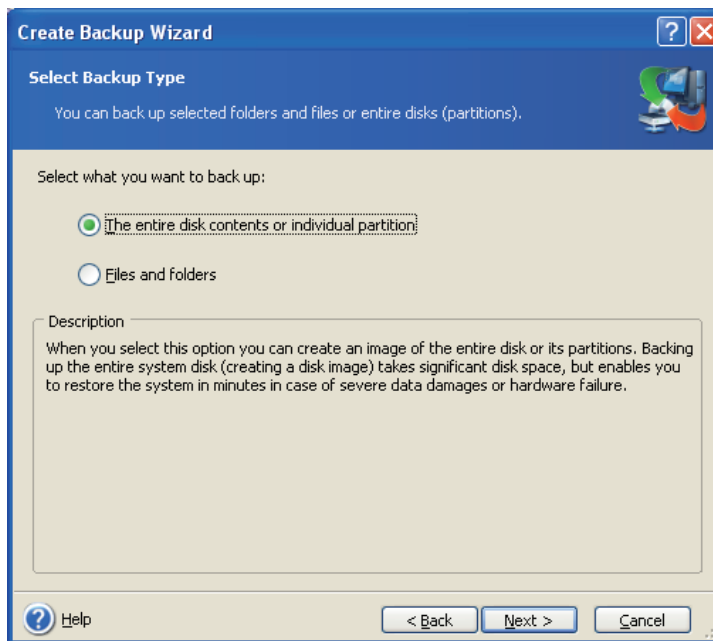 Create Backup Wizard
?
Select Backup Type
You can back up selected folders and files or entire disks (partitions).
Select what you want to back up:
The entire disk contents or individual partition
Files and folders
Description
When you select this option you can create an image of the entire disk or its partitions. Backing
up the entire system disk (creating a disk image) takes significant disk space, but enables you
to restore the system in minutes in case of severe data damages or hardware failure.
? Help
< Back Next > Cancel